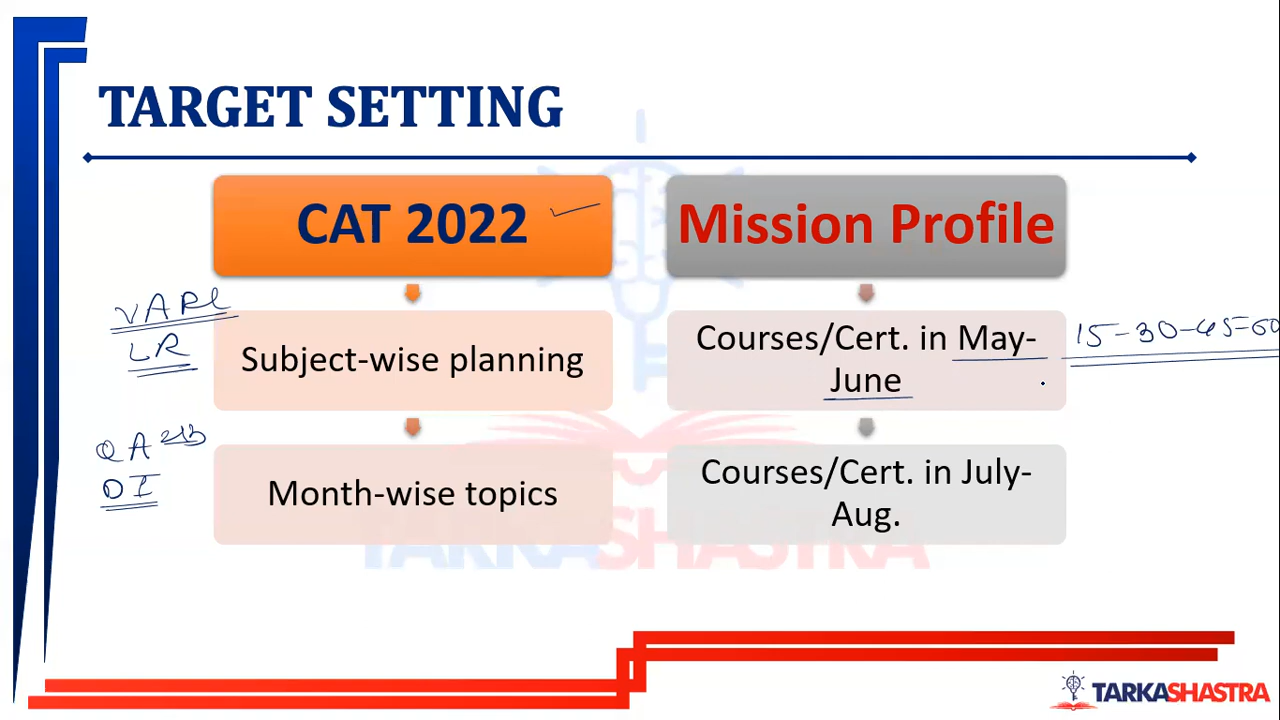 TARGET SETTING
CAT 2022
Mission Profile
VARC
LR
Subject-wise planning
Courses/Cert. in May-
June
15-30-45-60
QA
DI
Month-wise topics
Courses/Cert. in July-
Aug.
TARKASHASTRA
TARKASHASTRA